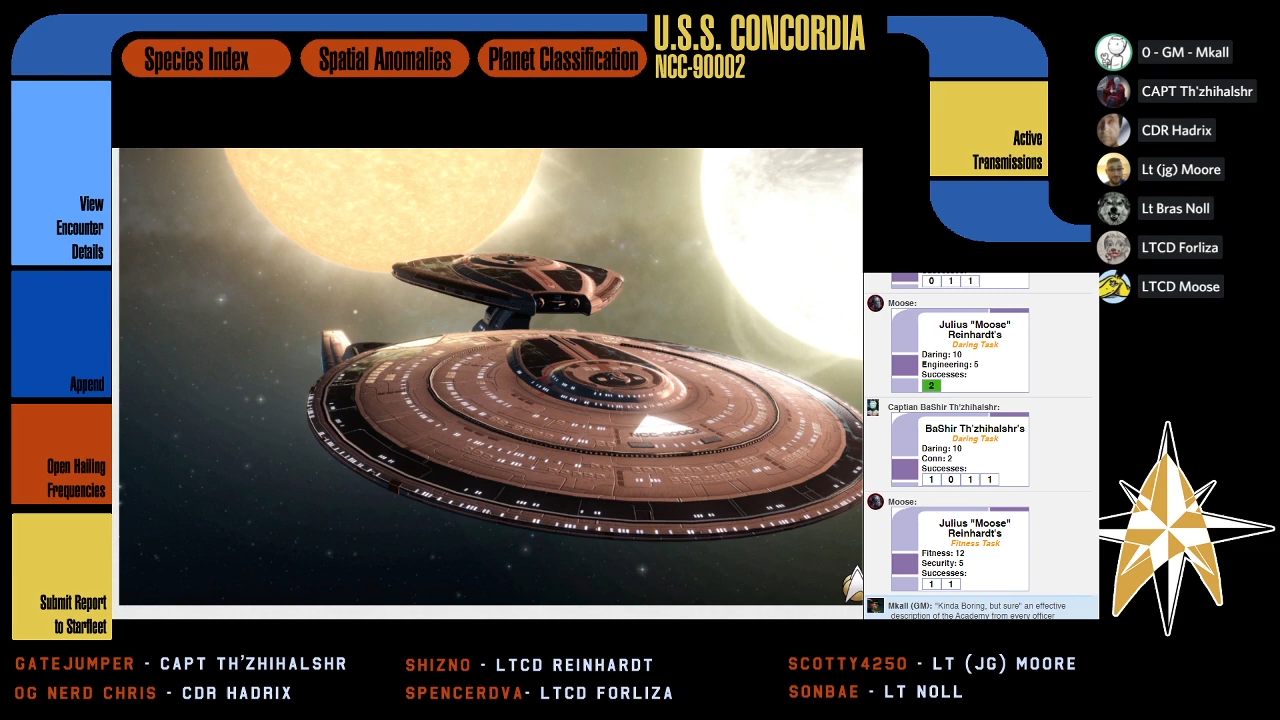 Species Index
Spatial Anomalies
Planet Classification
U.S.S. CONCORDIA
NCC-90002
View
Encounter
Details
Append
Open Hailing
Frequencies
Submit Report
to Starfleet
Active
Transmissions
0 - GM - Mkall
CAPT Th'zhihalshr
CDR Hadrix
Lt (jg) Moore
Lt Bras Noll
LTCD Forliza
LTCD Moose
0 1 1
Moose:
Julius "Moose"
Reinhardt's
Daring Task
Daring: 10
Engineering: 5
Successes:
2
Captian BaShir Th'zhihalshr:
BaShir Th'zhihalshr's
Daring Task
Daring: 10
Conn: 2
Successes:
1 0 1 1
Moose:
Julius "Moose"
Reinhardt's
Fitness Task
Fitness: 12
Security: 5
Successes:
1 1
Mkall (GM): "Kinda Boring, but sure" an effective
description of the Academy from every officer
GATEJUMPER - CAPT TH'ZHIHALSHR
OG NERD CHRIS - CDR HADRIX
SHIZNO - LTCD REINHARDT
SPENCERDVA- LTCD FORLIZA
SCOTTY4250 - LT (JG) MOORE
SONBAE - LT NOLL